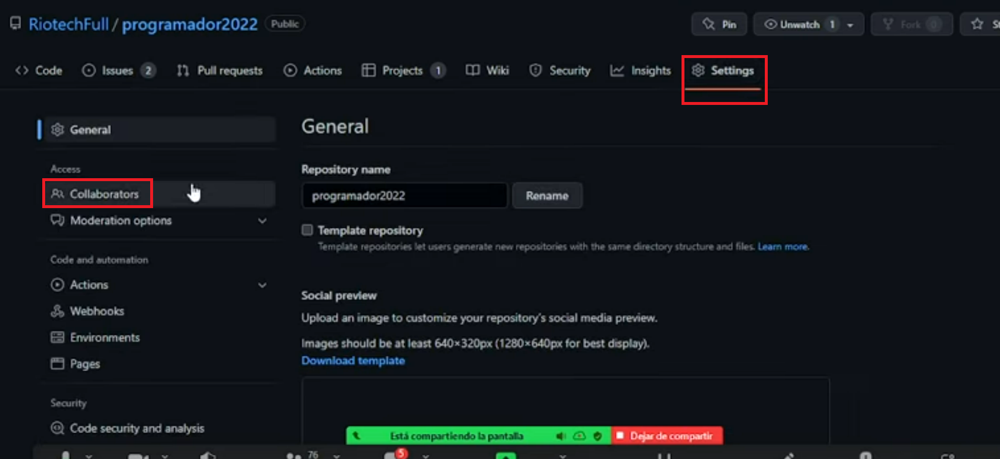 RiotechFull / programador2022 Public
Pin
Unwatch 1
Fork 0
Code
Issues 2
Pull requests
Actions
Projects 1
Wiki
Security
Insights
Settings
General
Access
Collaborators
Moderation options
Code and automation
Actions
Webhooks
Environments
Pages
Security
Code security and analysis
General
Repository name
programador2022
Rename
Template repository
Template repositories let users generate new repositories with the same directory structure and files. Learn more.
Social preview
Upload an image to customize your repository's social media preview.
Images should be at least 640×320px (1280×640px for best display).
Download template
Está compartiendo la pantalla
Dejar de compartir
76
5